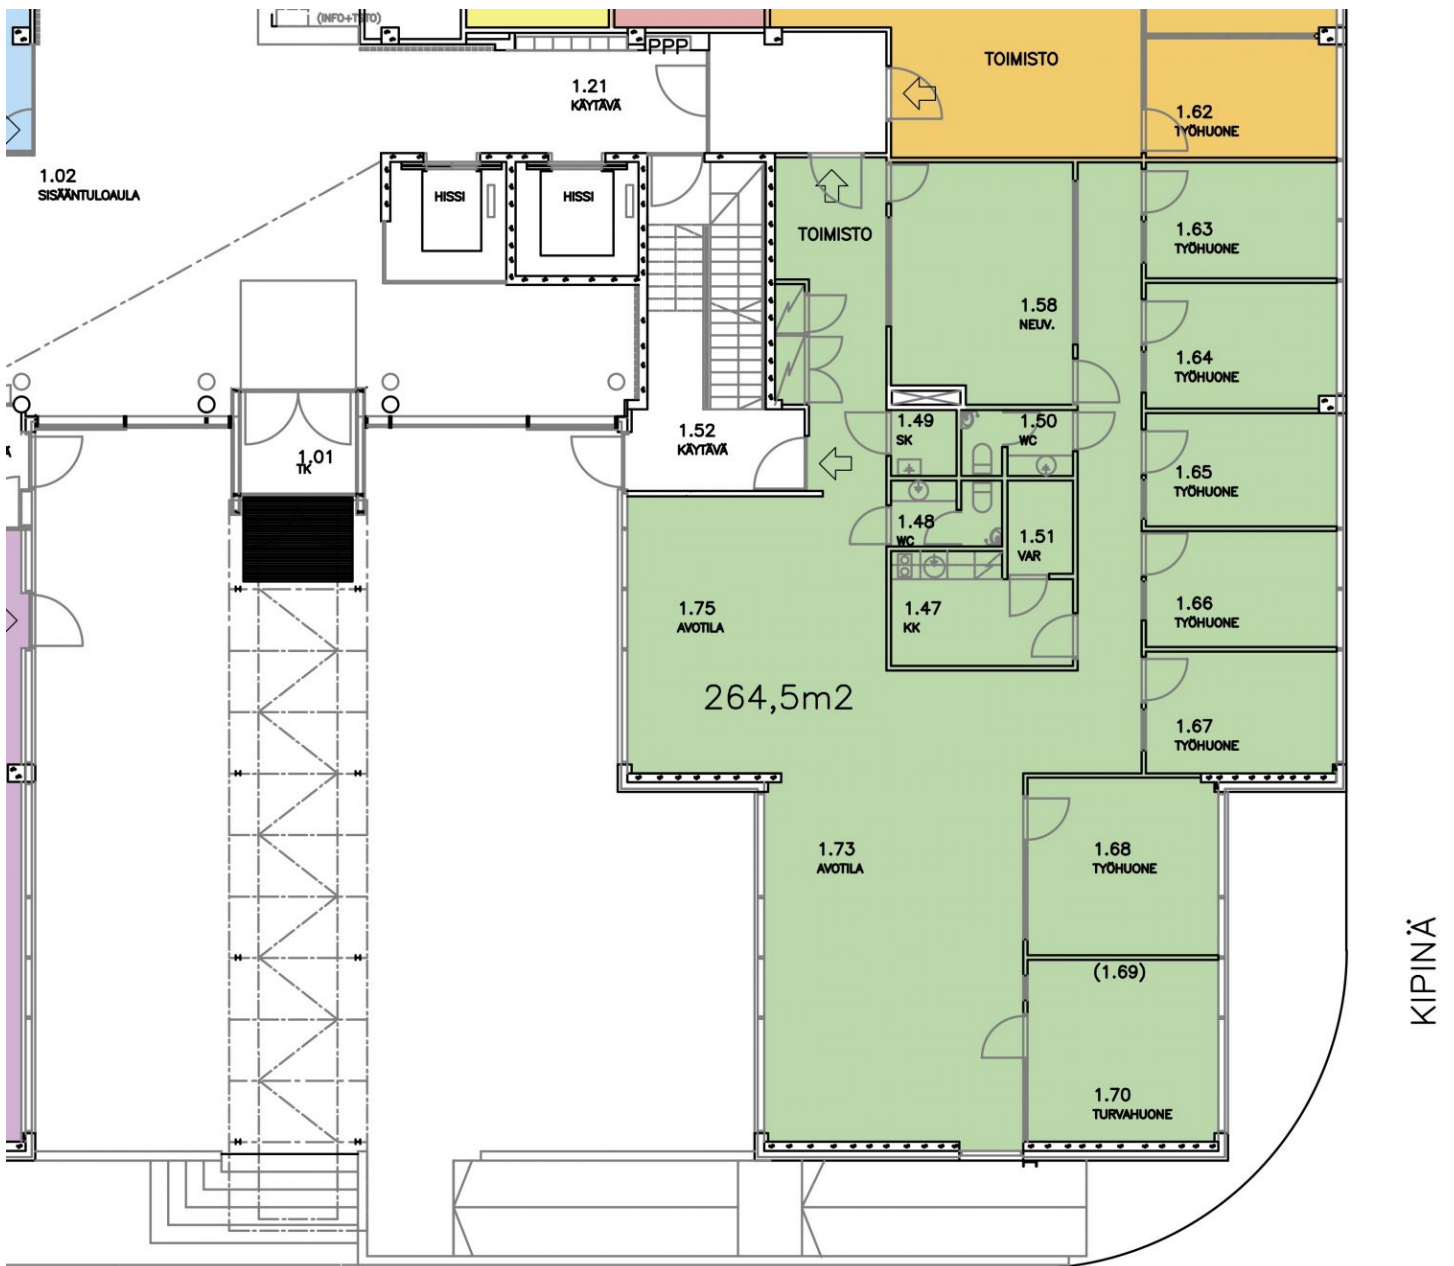 (INFO+TSTO)
PPP
TOIMISTO
1.21
KÄYTÄVÄ
1.62
TYÖHUONE
1.02
SISÄÄNTULOAULA
HISSI
HISSI
TOIMISTO
1.63
TYÖHUONE
1.58
NEUV.
1.64
TYÖHUONE
1.52
KÄYTÄVÄ
1.49
SK
1.50
WC
1.01
TK
1.65
TYÖHUONE
1.48
WC
1.51
VAR
1.75
AVOTILA
1.47
KK
1.66
TYÖHUONE
264,5m2
1.67
TYÖHUONE
1.73
AVOTILA
1.68
TYÖHUONE
(1.69)
1.70
TURVAHUONE
KIPINÄ